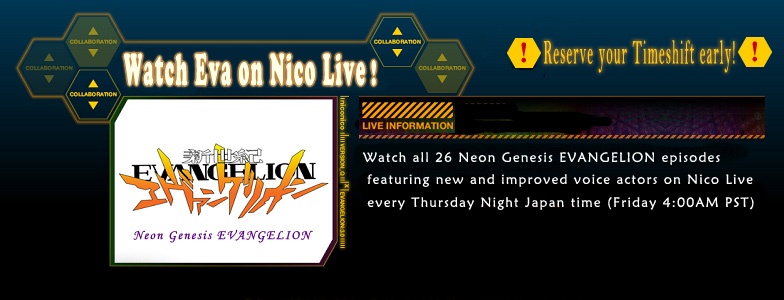 COLLABORATION
COLLABORATION
COLLABORATION
COLLABORATION
COLLABORATION
Watch Eva on Nico Live!
! Reserve your Timeshift early! !
新世紀
EVANGELION
エヴァンゲリオン
Neon Genesis EVANGELION
LIVE INFORMATION
Watch all 26 Neon Genesis EVANGELION episodes
featuring new and improved voice actors on Nico Live
every Thursday Night Japan time (Friday 4:00AM PST)